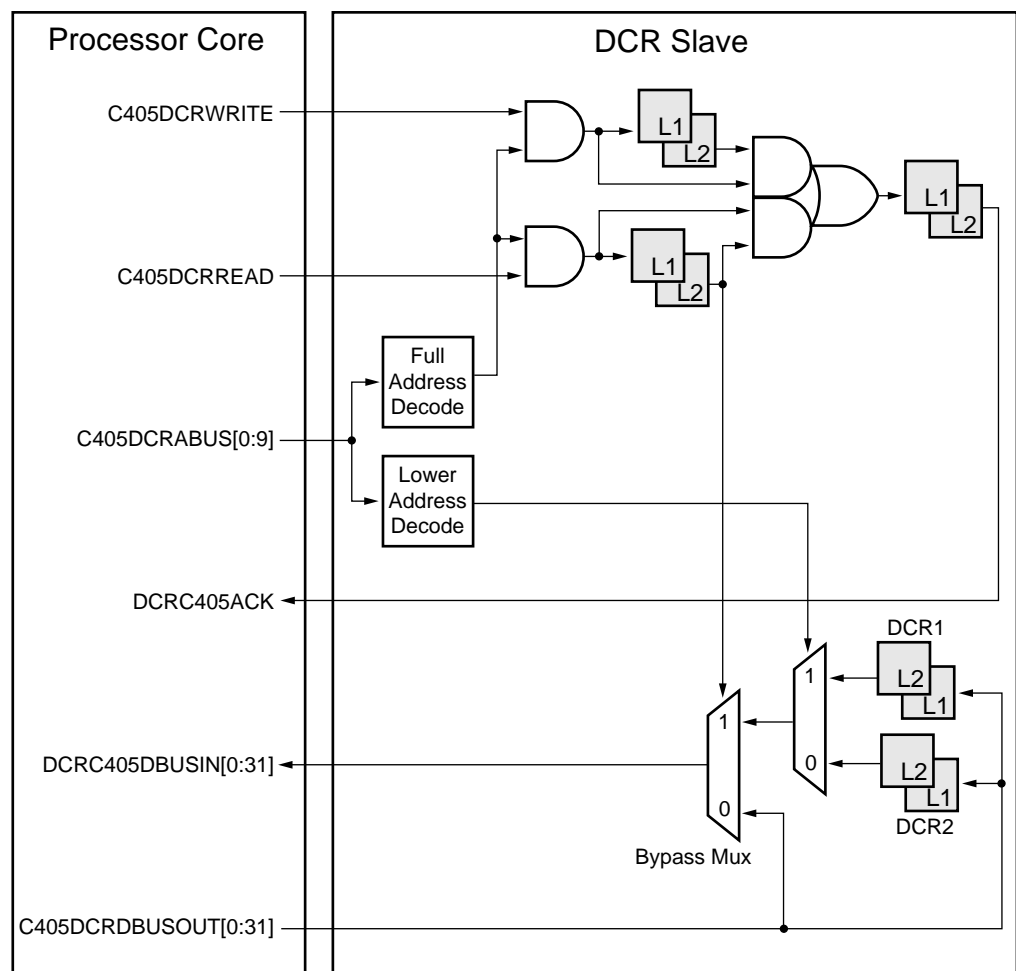 Processor Core
DCR Slave
C405DCRWRITE
L1
L2
L1
L2
C405DCRREAD
L1
L2
Full
Address
Decode
C405DCRABUS[0:9]
Lower
Address
Decode
DCRC405ACK
DCR1
1
L2
L1
1
DCRC405DBUSIN[0:31]
0
L2
L1
0
DCR2
Bypass Mux
C405DCRDBUSOUT[0:31]